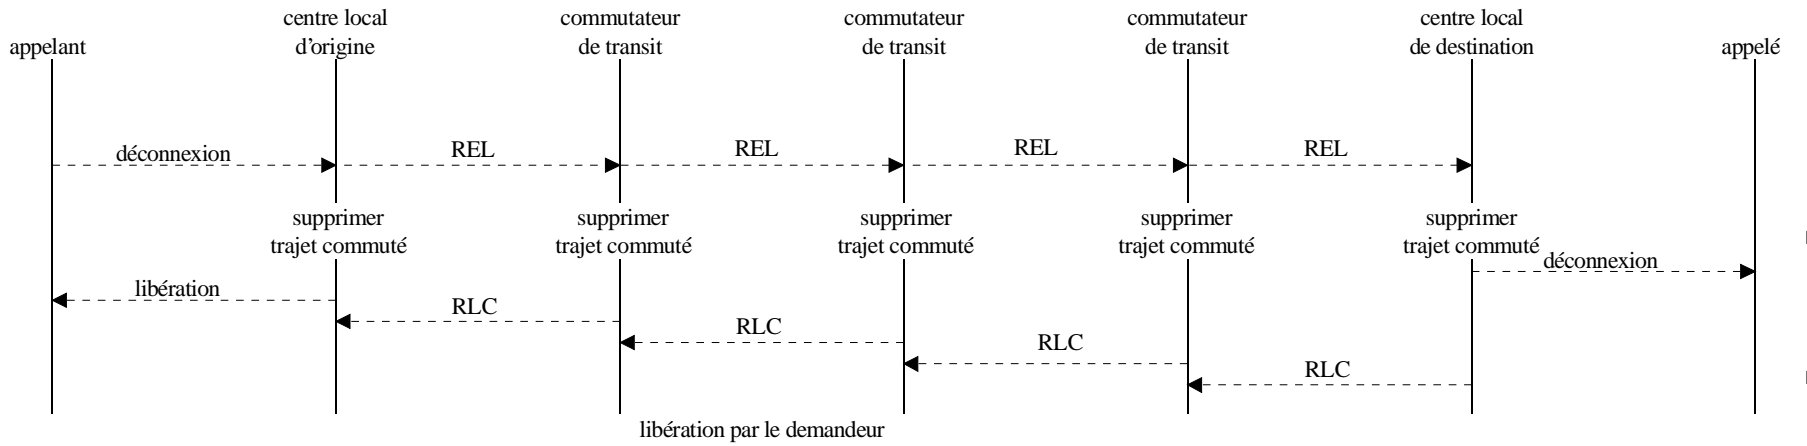 appelant
centre local
d'origine
commutateur
de transit
commutateur
de transit
commutateur
de transit
centre local
de destination
appelé
déconnexion
REL
REL
REL
REL
supprimer
trajet commuté
supprimer
trajet commuté
supprimer
trajet commuté
supprimer
trajet commuté
supprimer
trajet commuté
déconnexion
libération
RLC
RLC
RLC
RLC
libération par le demandeur